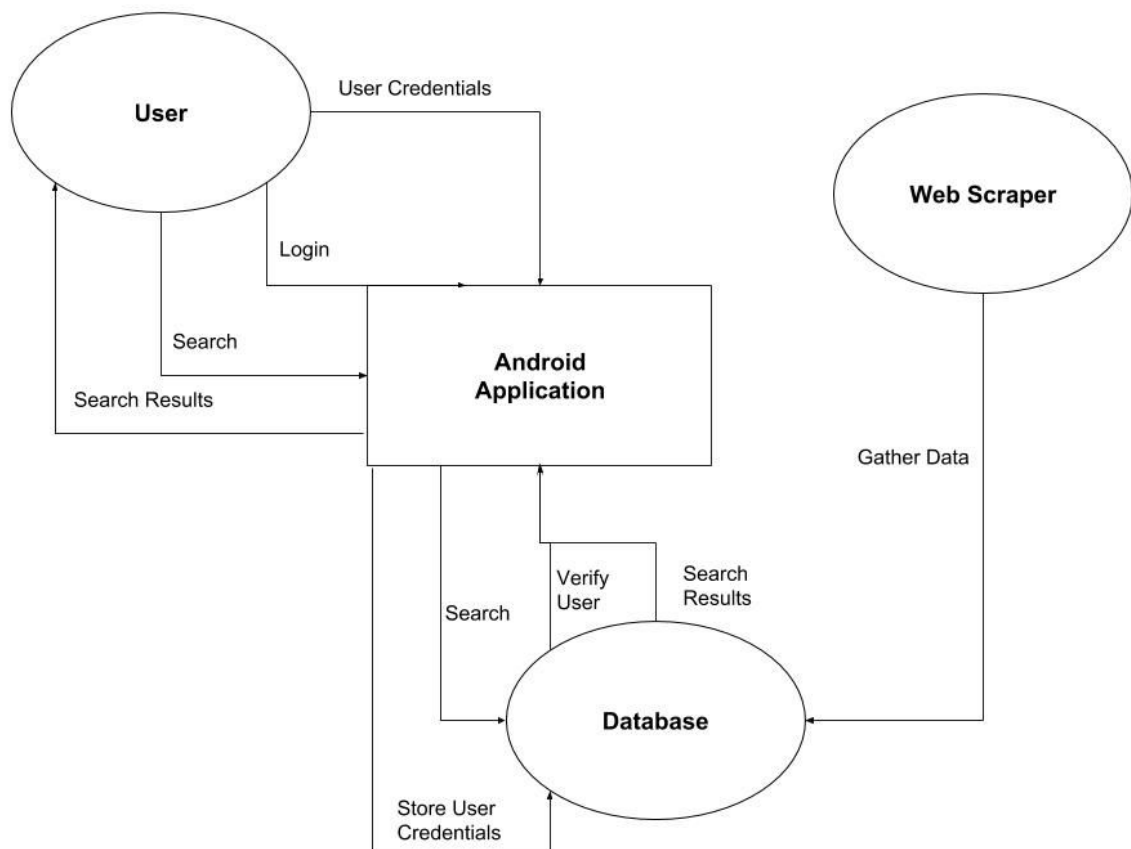 User Credentials
User
Web Scraper
Login
Search
Android
Application
Search Results
Gather Data
Verify
User
Search
Results
Search
Database
Store User
Credentials